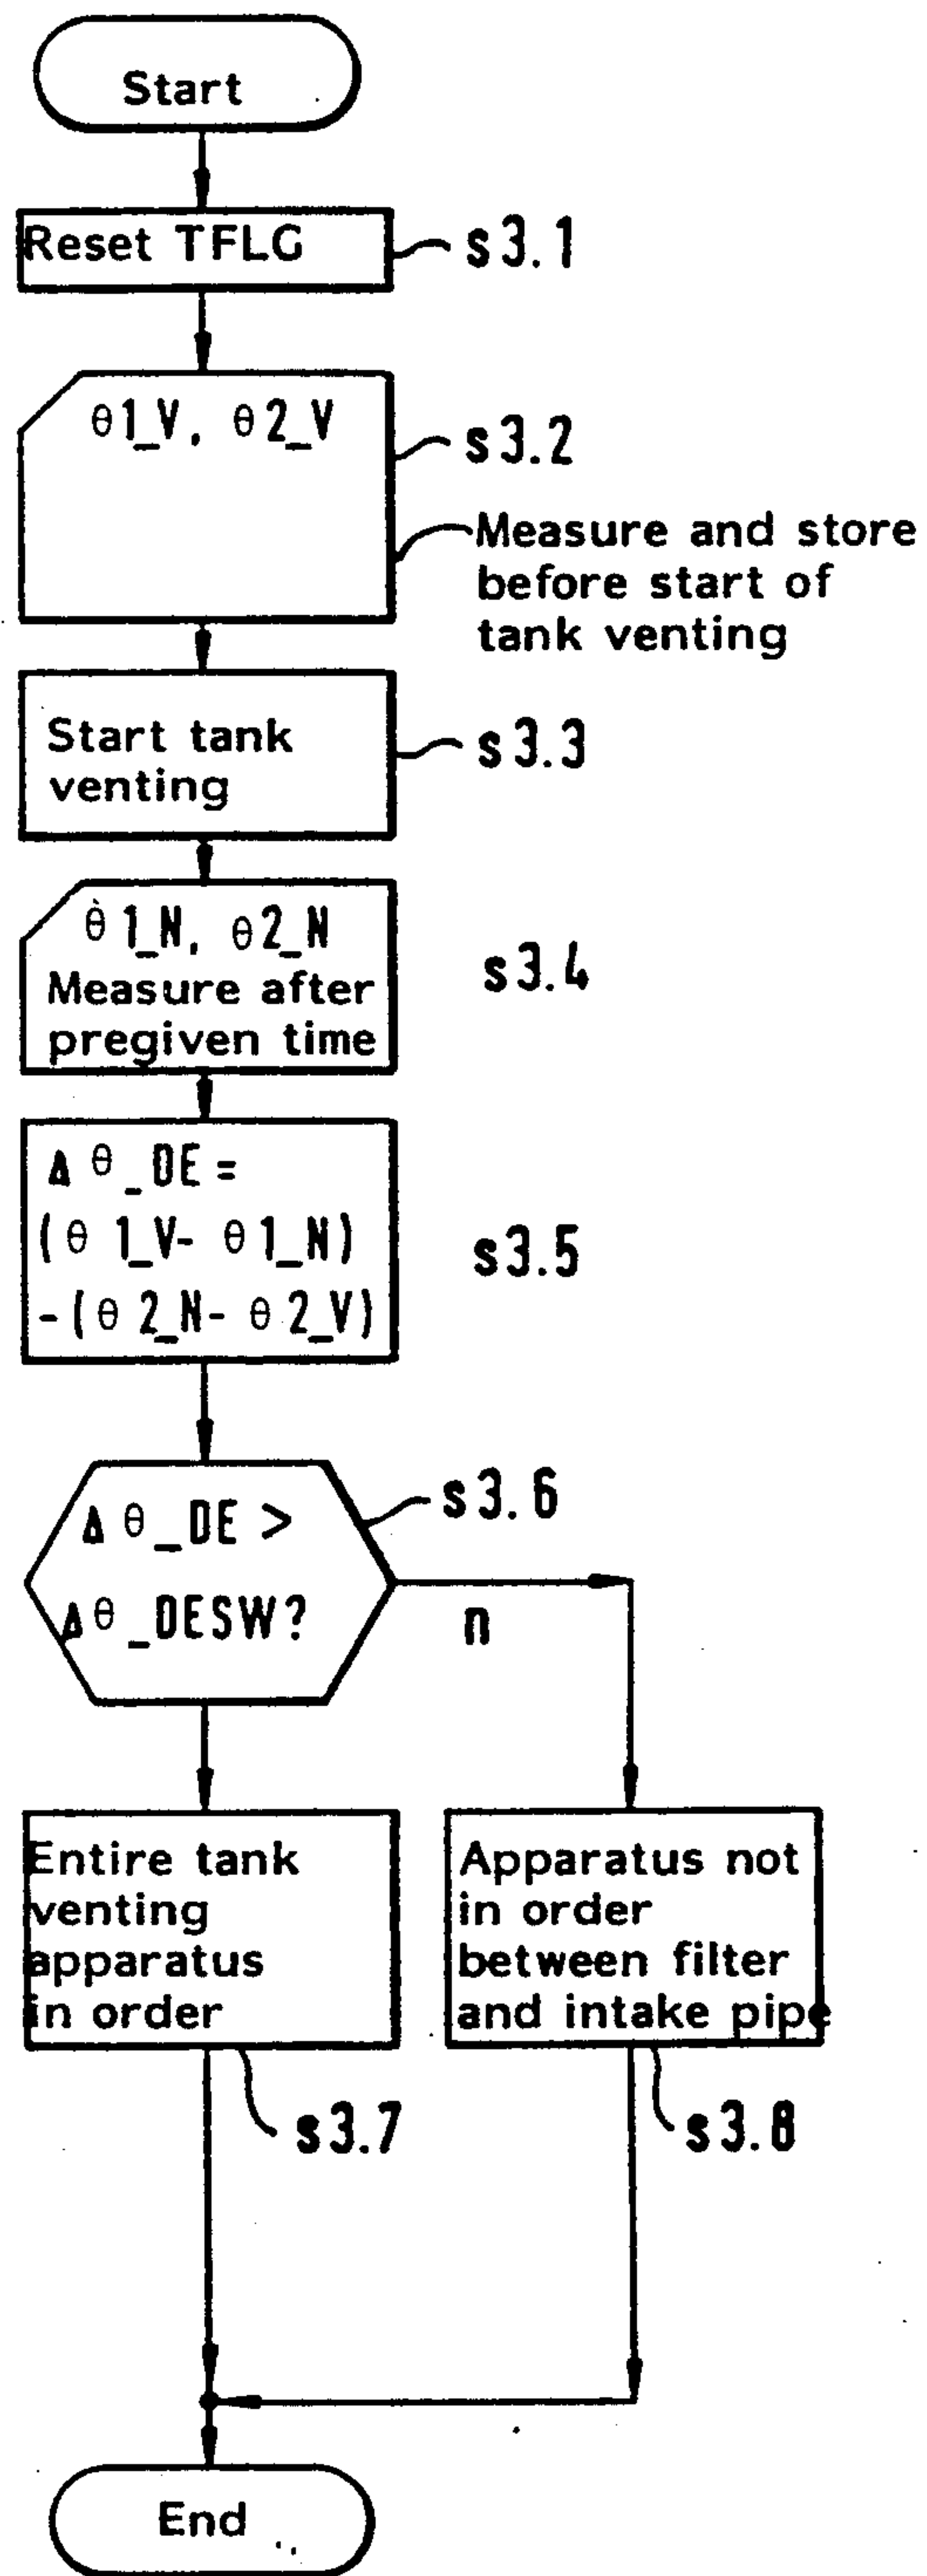 Start
Reset TFLG
s3.1
θ1_V, θ2_V
s3.2
Measure and store
before start of
tank venting
Start tank
venting
s3.3
θ1_N, θ2_N
Measure after
pregiven time
s3.4
Δθ_DE =
(θ1_V- θ1_N)
-(θ2_N- θ2_V)
s3.5
Δθ_DE >
Δθ_DESW?
s3.6
n
Entire tank
venting
apparatus
in order
s3.7
Apparatus not
in order
between filter
and intake pipe
s3.8
End